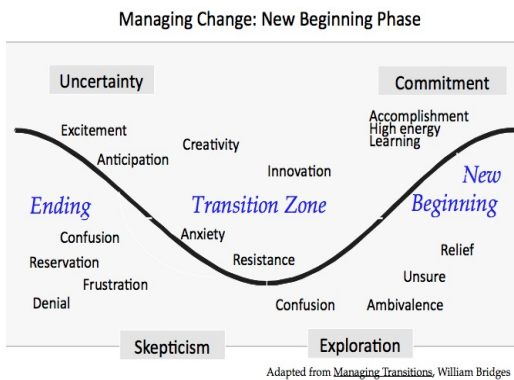 Managing Change: New Beginning Phase
Uncertainty
Commitment
Excitement
Anticipation
Creativity
Innovation
Accomplishment
High energy
Learning
Ending
Transition Zone
New
Beginning
Confusion
Reservation
Frustration
Denial
Anxiety
Resistance
Confusion
Relief
Unsure
Ambivalence
Skepticism
Exploration
Adapted from Managing Transitions, William Bridges